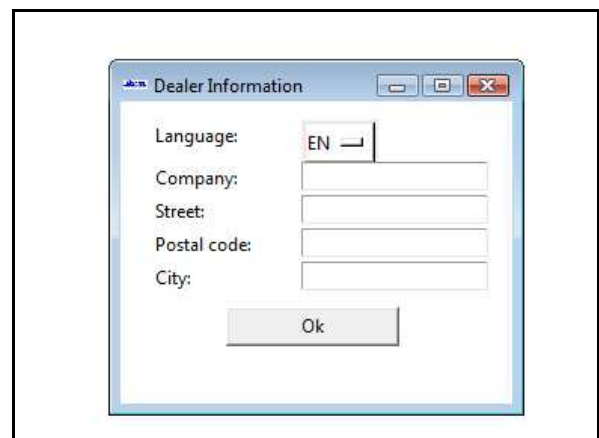 Dealer Information
Language: EN
Company:
Street:
Postal code:
City:
Ok